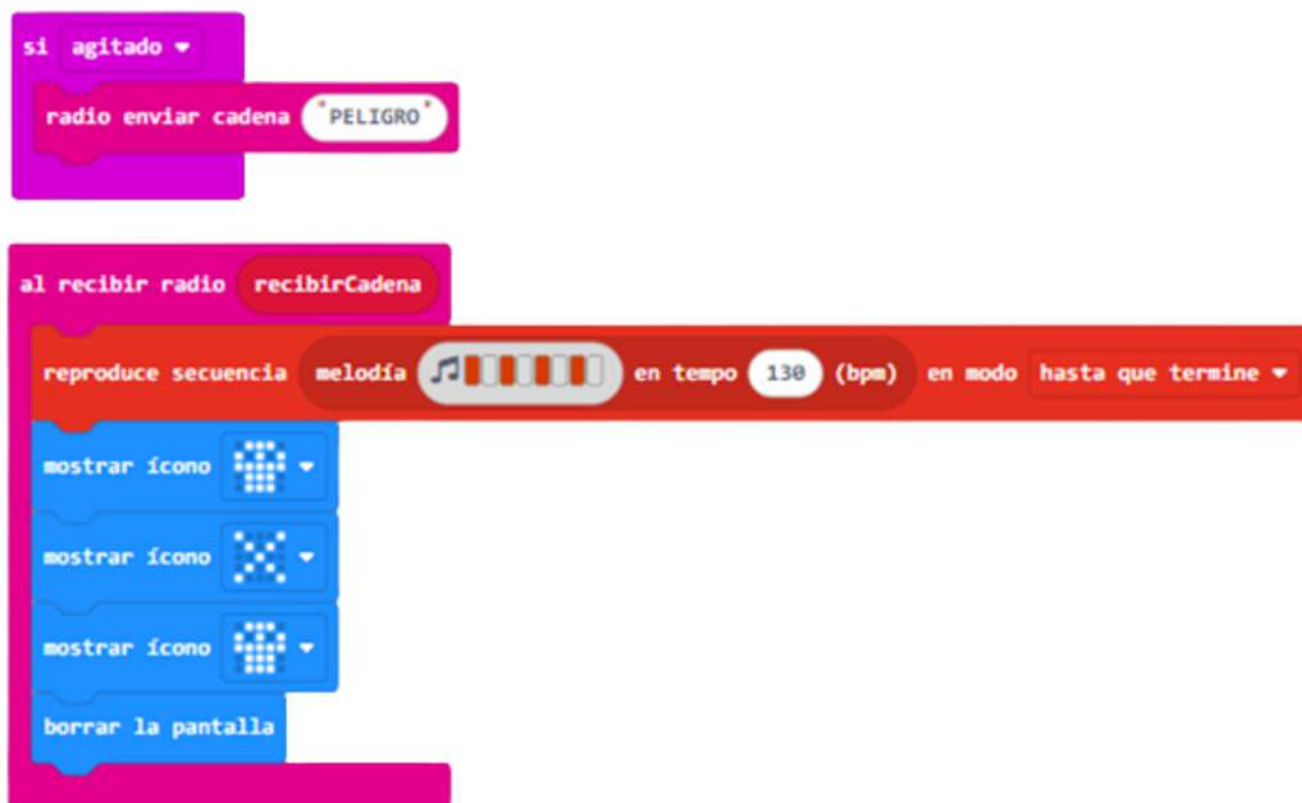 si agitado
radio enviar cadena "PELIGRO"
al recibir radio recibirCadena
reproduce secuencia melodía en tempo 130 (bpm) en modo hasta que termine
mostrar ícono
mostrar ícono
mostrar ícono
borrar la pantalla